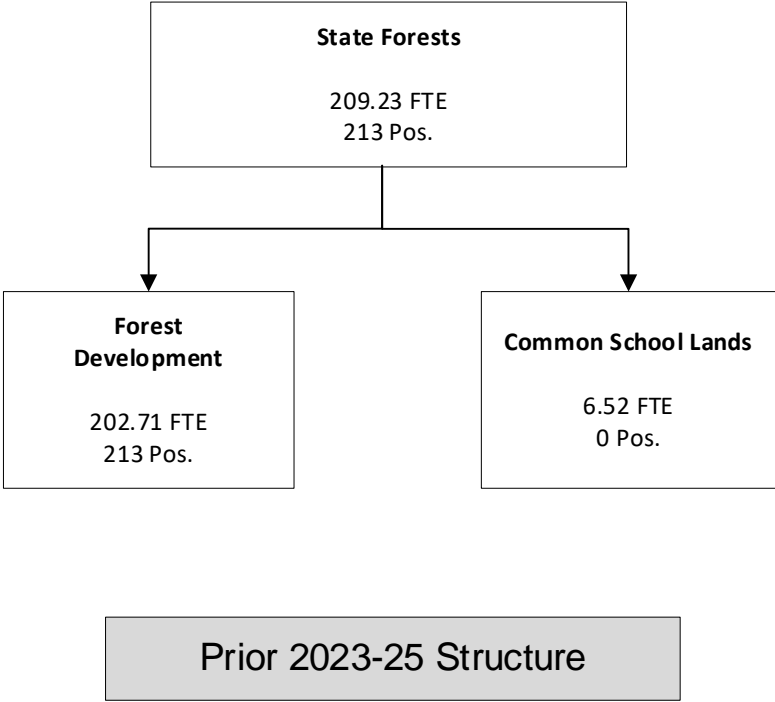 State Forests
209.23 FTE
213 Pos.
Forest
Development
202.71 FTE
213 Pos.
Common School Lands
6.52 FTE
0 Pos.
Prior 2023-25 Structure